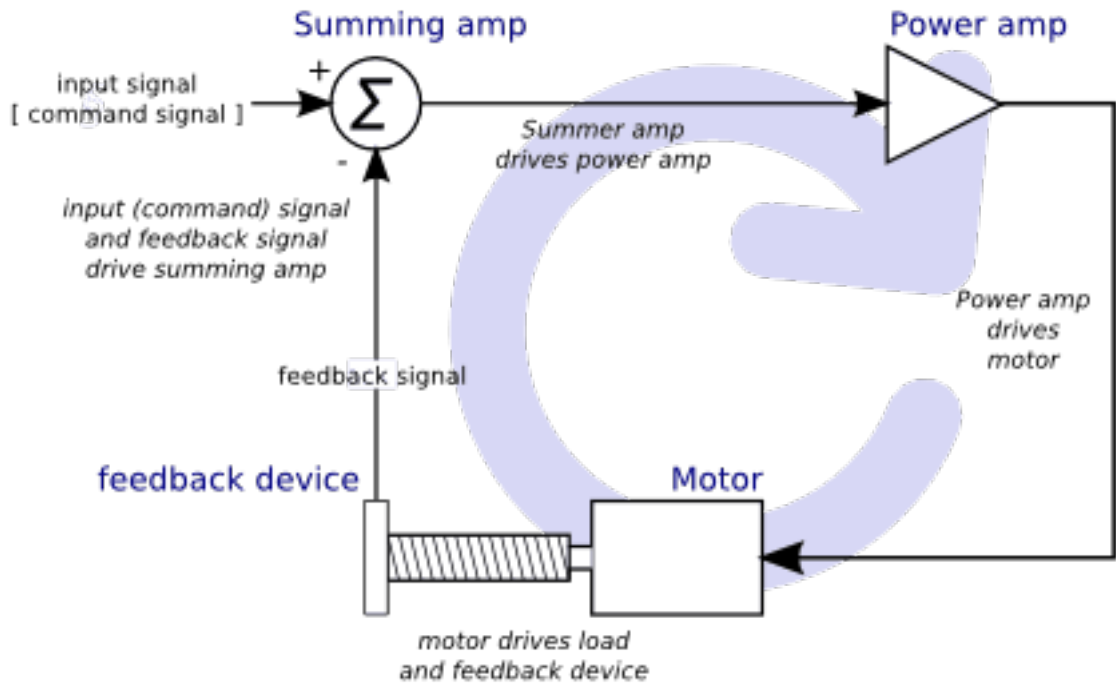 Summing amp
Power amp
input signal
[ command signal ]
+
Σ
-
Summer amp
drives power amp
input (command) signal
and feedback signal
drive summing amp
Power amp
drives
motor
feedback signal
feedback device
Motor
motor drives load
and feedback device